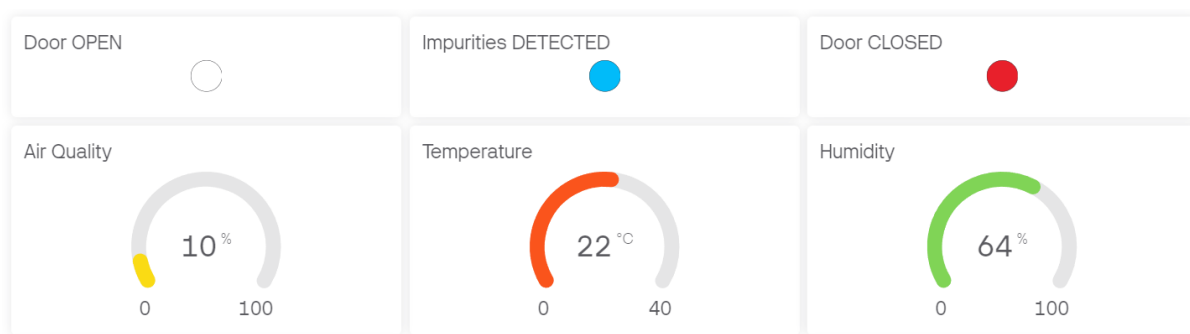 Door OPEN
Impurities DETECTED
Door CLOSED
Air Quality
10 %
0 100
Temperature
22 °C
0 40
Humidity
64 %
0 100